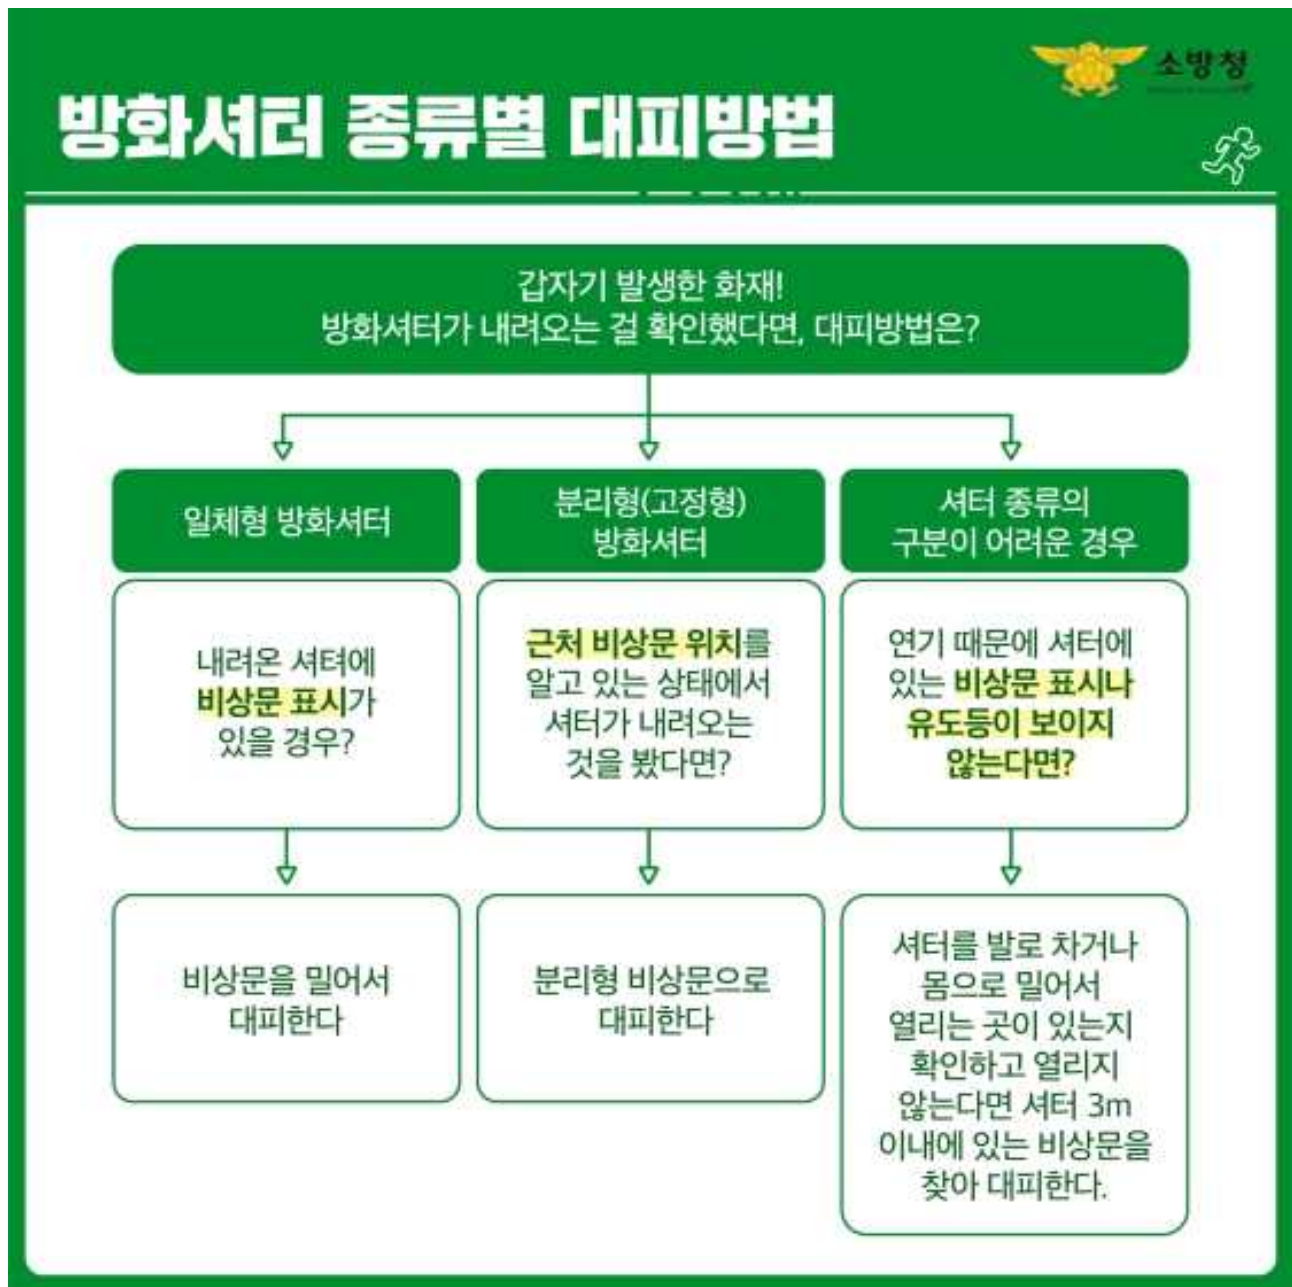 소방청
방화셔터 종류별 대피방법
갑자기 발생한 화재!
방화셔터가 내려오는 걸 확인했다면, 대피방법은?
일체형 방화셔터
내려온 셔터에
비상문 표시가
있을 경우?
비상문을 밀어서
대피한다
분리형(고정형)
방화셔터
근처 비상문 위치를
알고 있는 상태에서
셔터가 내려오는
것을 봤다면?
분리형 비상문으로
대피한다
셔터 종류의
구분이 어려운 경우
연기 때문에 셔터에
있는 비상문 표시나
유도등이 보이지
않는다면?
셔터를 발로 차거나
몸으로 밀어서
열리는 곳이 있는지
확인하고 열리지
않는다면 셔터 3m
이내에 있는 비상문을
찾아 대피한다.